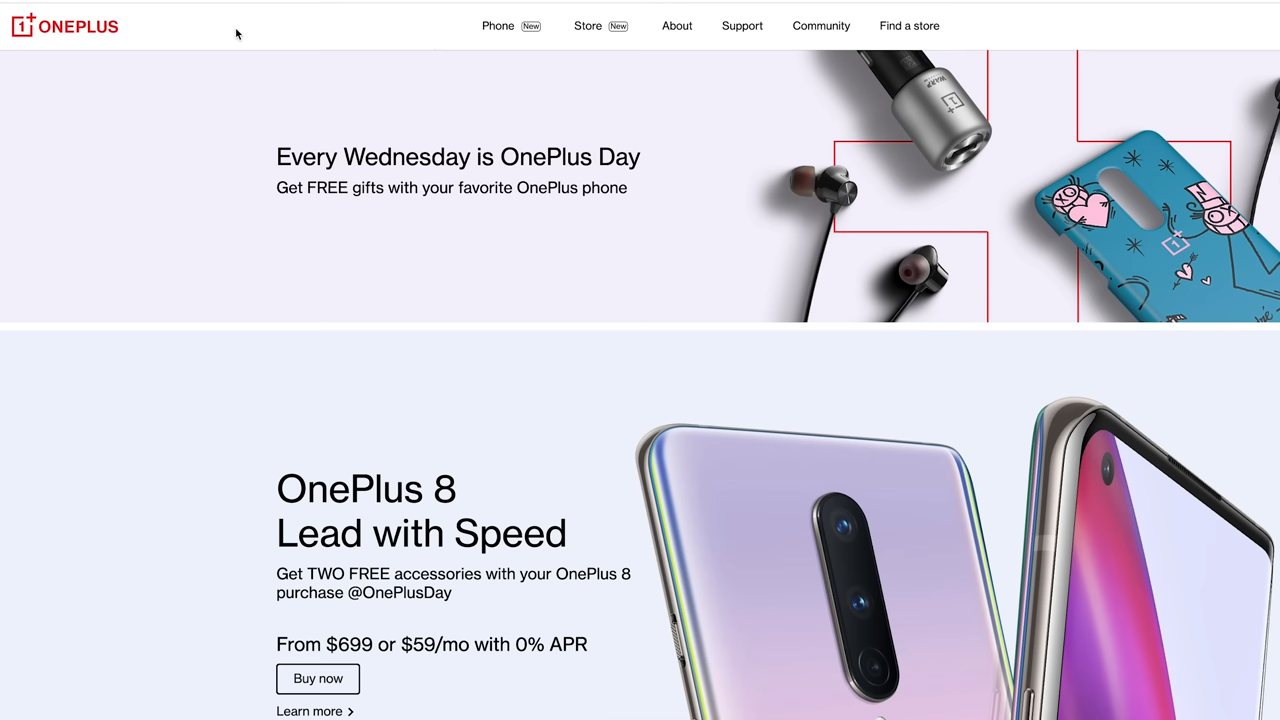 ONEPLUS
Phone New
Store New
About
Support
Community
Find a store
Every Wednesday is OnePlus Day
Get FREE gifts with your favorite OnePlus phone
WARP
OnePlus 8
Lead with Speed
Get TWO FREE accessories with your OnePlus 8
purchase @OnePlusDay
From $699 or $59/mo with 0% APR
Buy now
Learn more